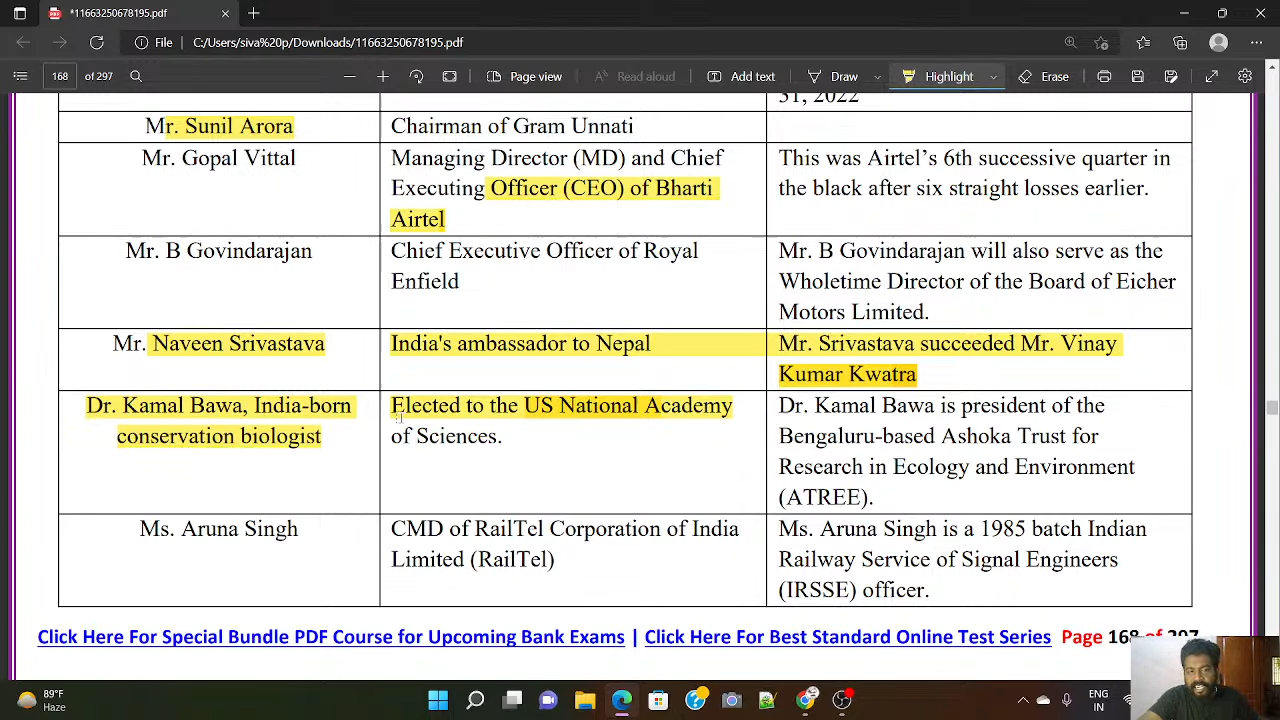 *11663250678195.pdf
File C:/Users/siva%20p/Downloads/11663250678195.pdf
168 of 297 Page view Read aloud Add text Draw Highlight Erase
31, 2022
Mr. Sunil Arora
Chairman of Gram Unnati
Mr. Gopal Vittal
Managing Director (MD) and Chief
Executing Officer (CEO) of Bharti
Airtel
This was Airtel's 6th successive quarter in
the black after six straight losses earlier.
Mr. B Govindarajan
Chief Executive Officer of Royal
Enfield
Mr. B Govindarajan will also serve as the
Wholetime Director of the Board of Eicher
Motors Limited.
Mr. Naveen Srivastava
India's ambassador to Nepal
Mr. Srivastava succeeded Mr. Vinay
Kumar Kwatra
Dr. Kamal Bawa, India-born
conservation biologist
Elected to the US National Academy
of Sciences.
Dr. Kamal Bawa is president of the
Bengaluru-based Ashoka Trust for
Research in Ecology and Environment
(ATREE).
Ms. Aruna Singh
CMD of RailTel Corporation of India
Limited (RailTel)
Ms. Aruna Singh is a 1985 batch Indian
Railway Service of Signal Engineers
(IRSSE) officer.
Click Here For Special Bundle PDF Course for Upcoming Bank Exams | Click Here For Best Standard Online Test Series Page 168 of 297
89°F
Haze
ENG
IN